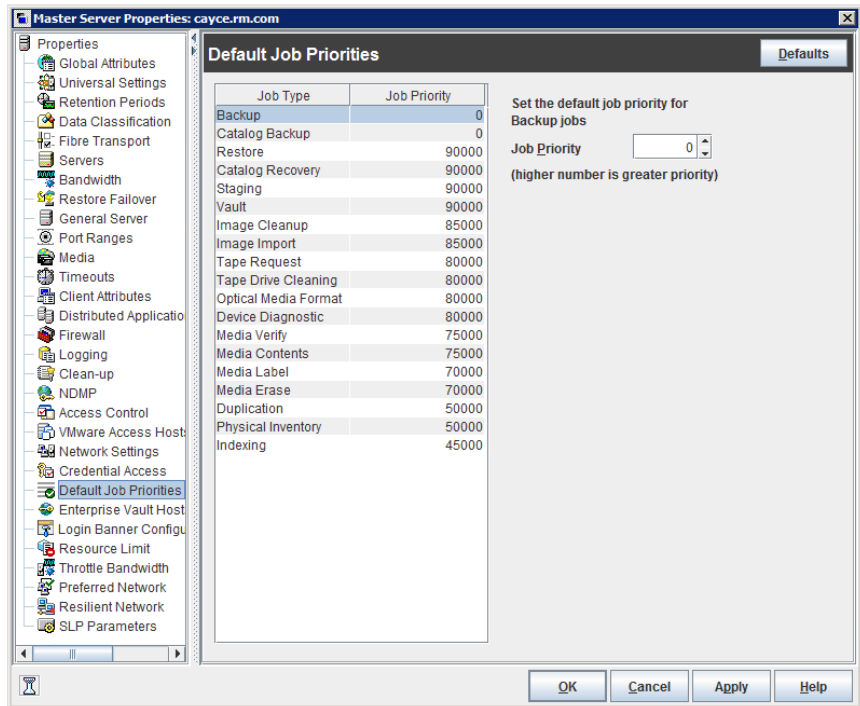 Master Server Properties: cayce.rm.com
Properties
Global Attributes
Universal Settings
Retention Periods
Data Classification
Fibre Transport
Servers
Bandwidth
Restore Failover
General Server
Port Ranges
Media
Timeouts
Client Attributes
Distributed Applicatio
Firewall
Logging
Clean-up
NDMP
Access Control
VMware Access Hosts
Network Settings
Credential Access
Default Job Priorities
Enterprise Vault Host
Login Banner Configu
Resource Limit
Throttle Bandwidth
Preferred Network
Resilient Network
SLP Parameters
Default Job Priorities
Defaults
Job Type Job Priority
Backup 0
Catalog Backup 0
Restore 90000
Catalog Recovery 90000
Staging 90000
Vault 90000
Image Cleanup 85000
Image Import 85000
Tape Request 80000
Tape Drive Cleaning 80000
Optical Media Format 80000
Device Diagnostic 80000
Media Verify 75000
Media Contents 75000
Media Label 70000
Media Erase 70000
Duplication 50000
Physical Inventory 50000
Indexing 45000
Set the default job priority for
Backup jobs
Job Priority 0
(higher number is greater priority)
OK Cancel Apply Help